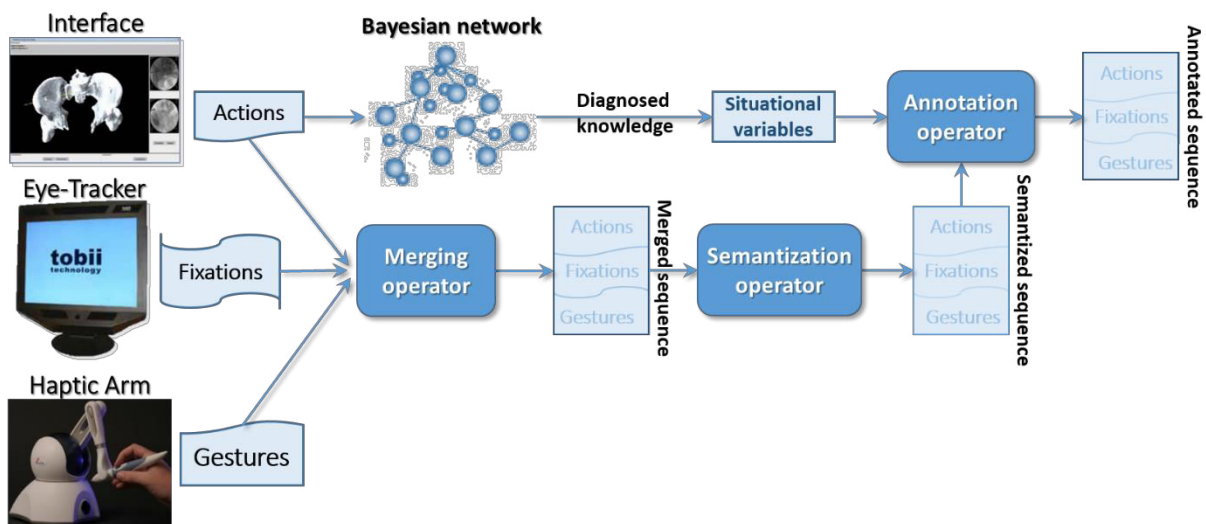 Interface
Bayesian network
Actions
Diagnosed
knowledge
Situational
variables
Annotation
operator
Actions
Fixations
Gestures
Annotated sequence
Eye-Tracker
tobii
technology
Fixations
Merging
operator
Actions
Fixations
Gestures
Merged sequence
Semantization
operator
Actions
Fixations
Gestures
Semantized sequence
Haptic Arm
Gestures